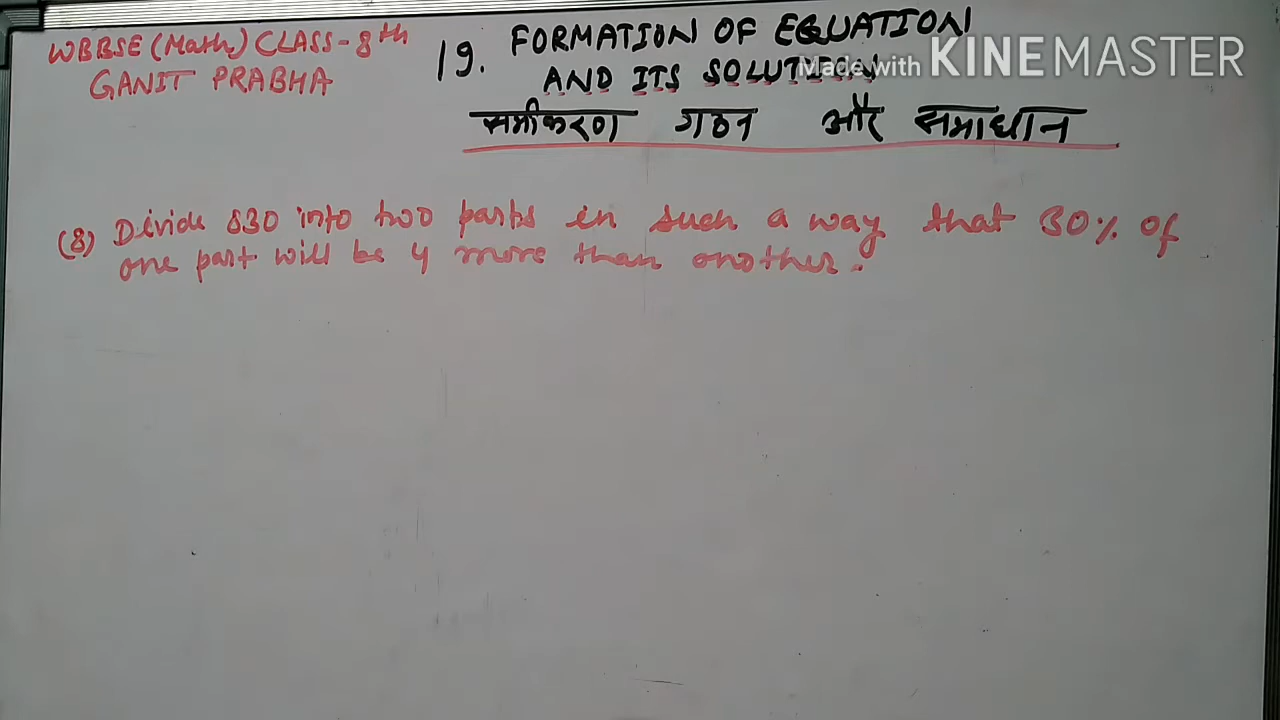 WBBSE (Math) CLASS - 8th
GANIT PRABHA
19. FORMATION OF EQUATION
AND ITS SOLUTION
समीकरण गठन और समाधान
Made with KINEMASTER
(8) Divide 830 into two parts in such a way that 30% of
one part will be 4 more than another.